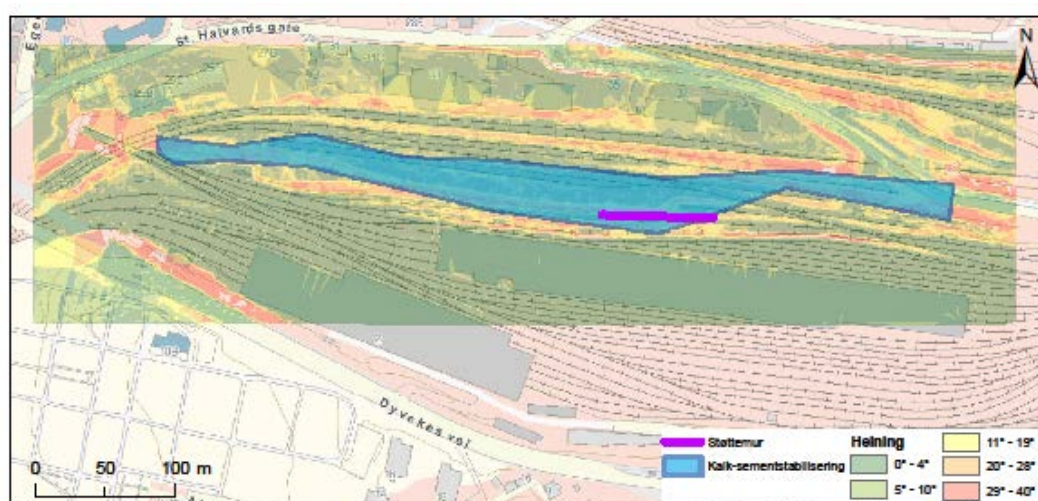 St. Halvards gate
Ege
N
Dyvekes vei
0 50 100 m
Støttemur
Kalk-sementstabilisering
Helning
0° - 4°
5° - 10°
11° - 19°
20° - 28°
29° - 40°